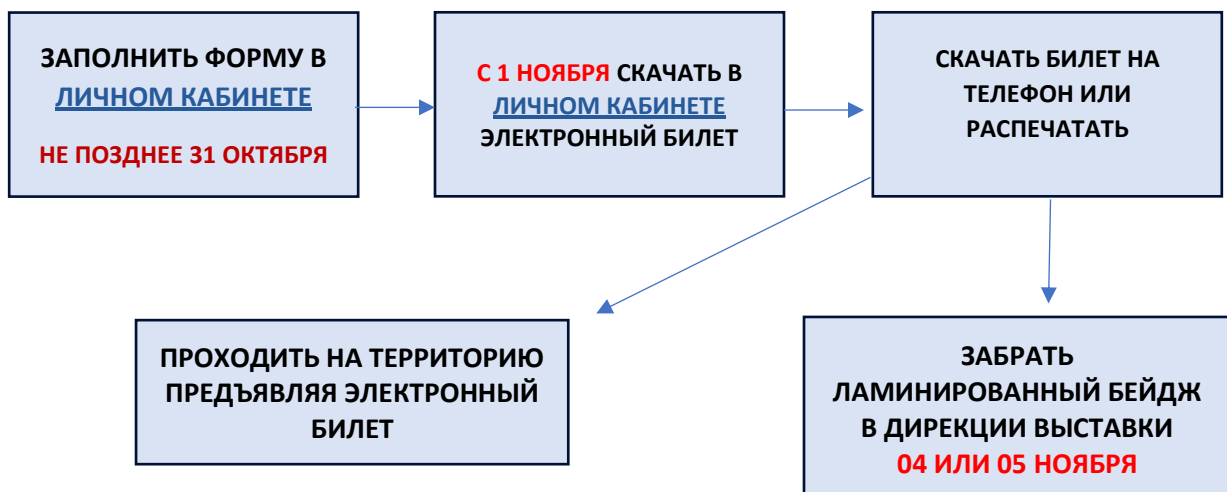 ЗАПОЛНИТЬ ФОРМУ В
ЛИЧНОМ КАБИНЕТЕ
НЕ ПОЗДНЕЕ 31 ОКТЯБРЯ
С 1 НОЯБРЯ СКАЧАТЬ В
ЛИЧНОМ КАБИНЕТЕ
ЭЛЕКТРОННЫЙ БИЛЕТ
СКАЧАТЬ БИЛЕТ НА
ТЕЛЕФОН ИЛИ
РАСПЕЧАТАТЬ
ПРОХОДИТЬ НА ТЕРРИТОРИЮ
ПРЕДЪЯВЛЯЯ ЭЛЕКТРОННЫЙ
БИЛЕТ
ЗАБРАТЬ
ЛАМИНИРОВАННЫЙ БЕЙДЖ
В ДИРЕКЦИИ ВЫСТАВКИ
04 ИЛИ 05 НОЯБРЯ